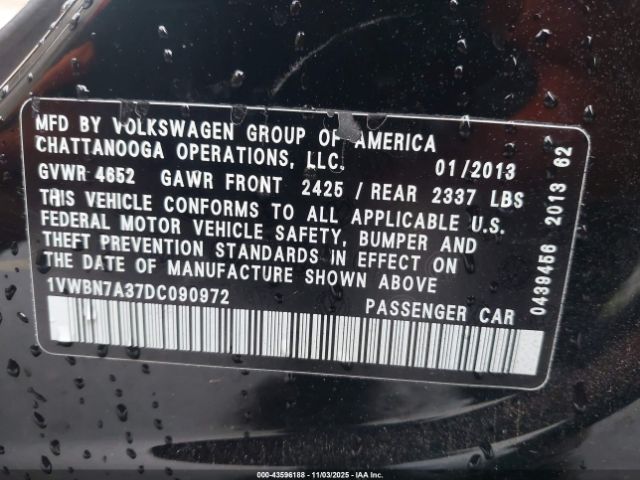 MFD BY VOLKSWAGEN GROUP OF AMERICA
CHATTANOOGA OPERATIONS, LLC. 01/2013
GVWR 4652 GAWR FRONT 2425 / REAR 2337 LBS
THIS VEHICLE CONFORMS TO ALL APPLICABLE U.S.
FEDERAL MOTOR VEHICLE SAFETY, BUMPER AND
THEFT PREVENTION STANDARDS IN EFFECT ON
THE DATE OF MANUFACTURE SHOWN ABOVE
1VWBN7A37DC090972 PASSENGER CAR
0439456 2013 62
000-43596188 - 11/03/2025 - © IAA Holdings, LLC